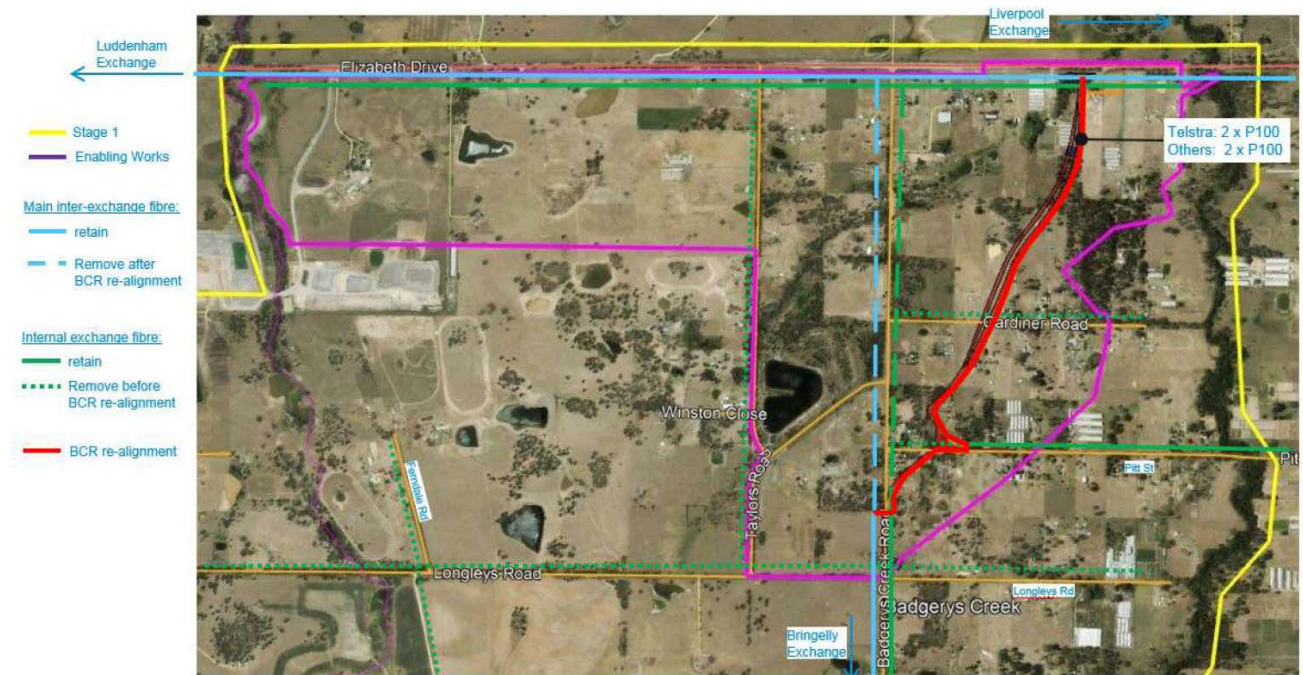 Liverpool
Exchange
Luddenham
Exchange
Elizabeth Drive
Stage 1
Enabling Works
Telstra: 2 x P100
Others: 2 x P100
Main inter-exchange fibre:
retain
Remove after
BCR re-alignment
Internal exchange fibre:
retain
Remove before
BCR re-alignment
BCR re-alignment
Gardiner Road
Winston Close
Taylors Road
Ferndale Rd
Pitt St
Pit
Longleys Road
Longleys Rd
Badgerys Creek Road
Badgerys Creek
Bringelly
Exchange